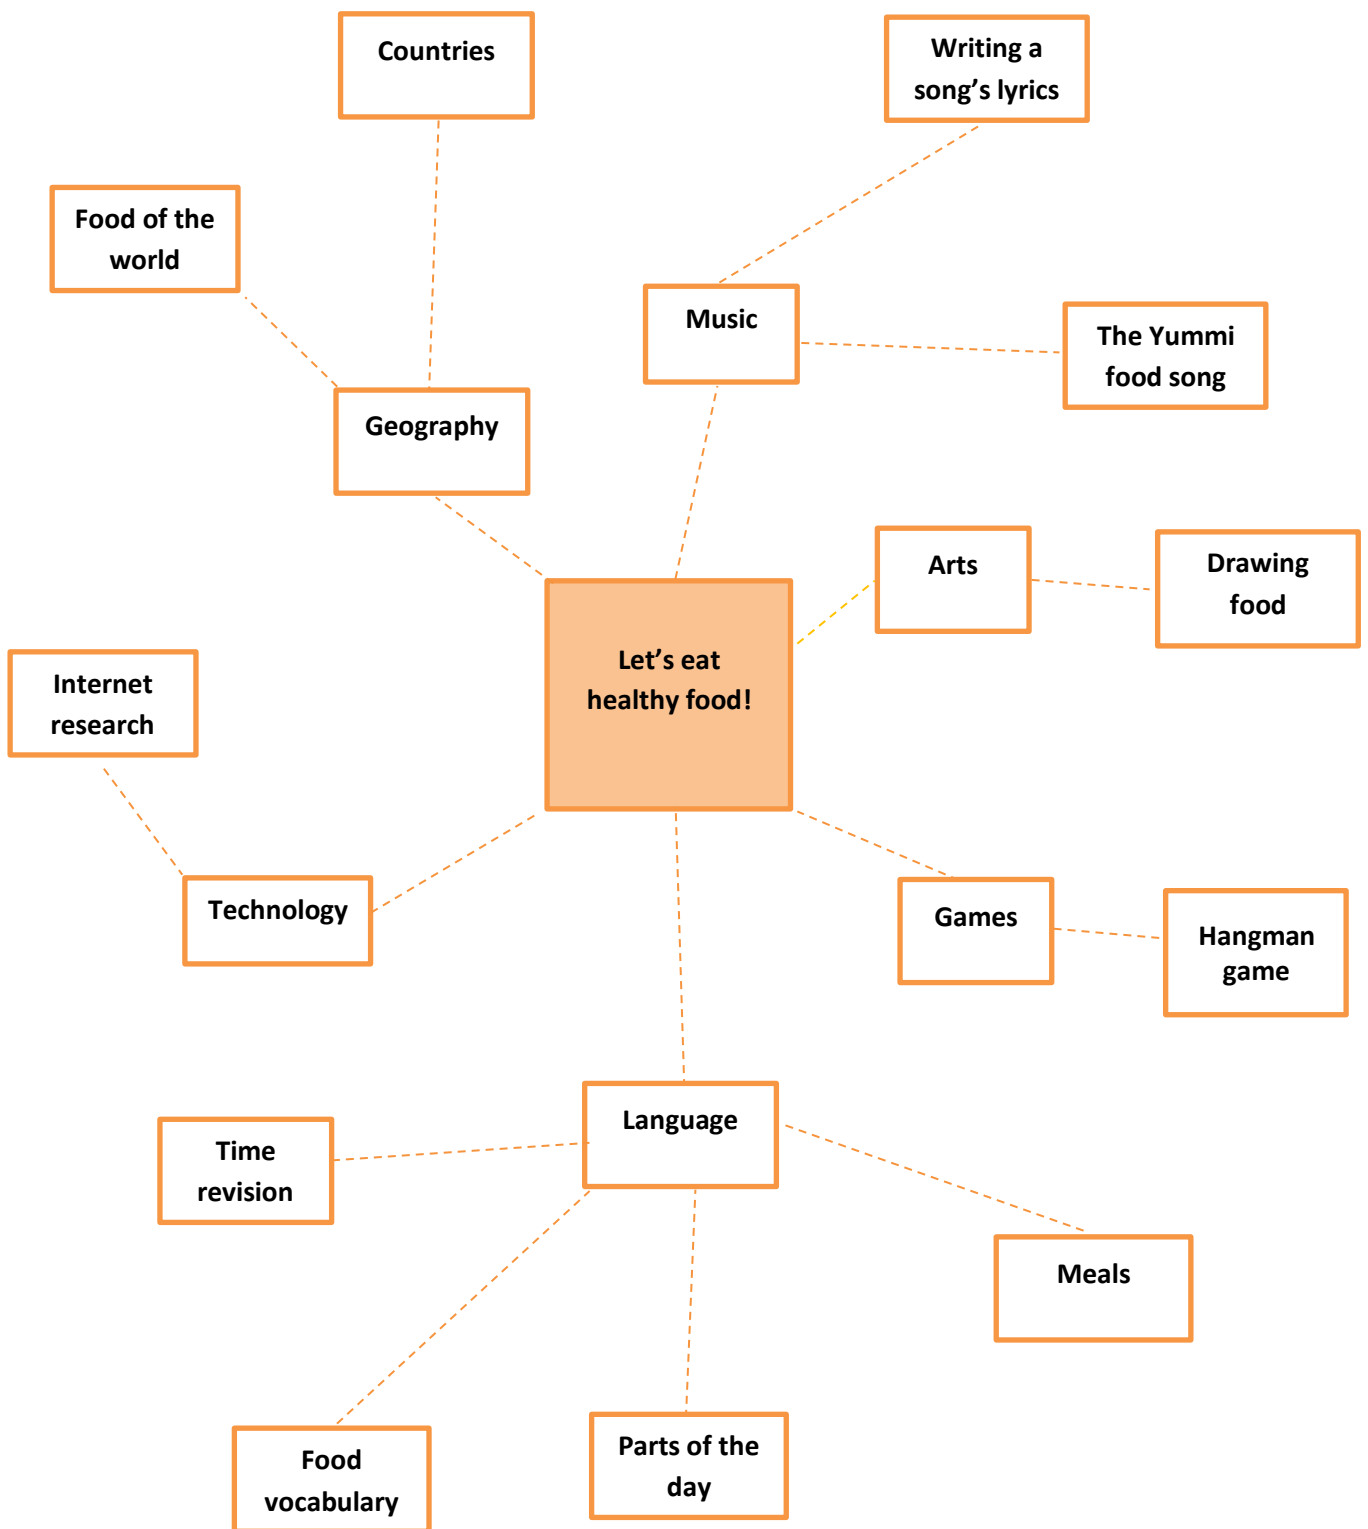 Countries
Writing a
song’s lyrics
Food of the
world
Music
The Yummi
food song
Geography
Arts
Drawing
food
Let’s eat
healthy food!
Internet
research
Technology
Games
Hangman
game
Language
Time
revision
Meals
Food
vocabulary
Parts of the
day